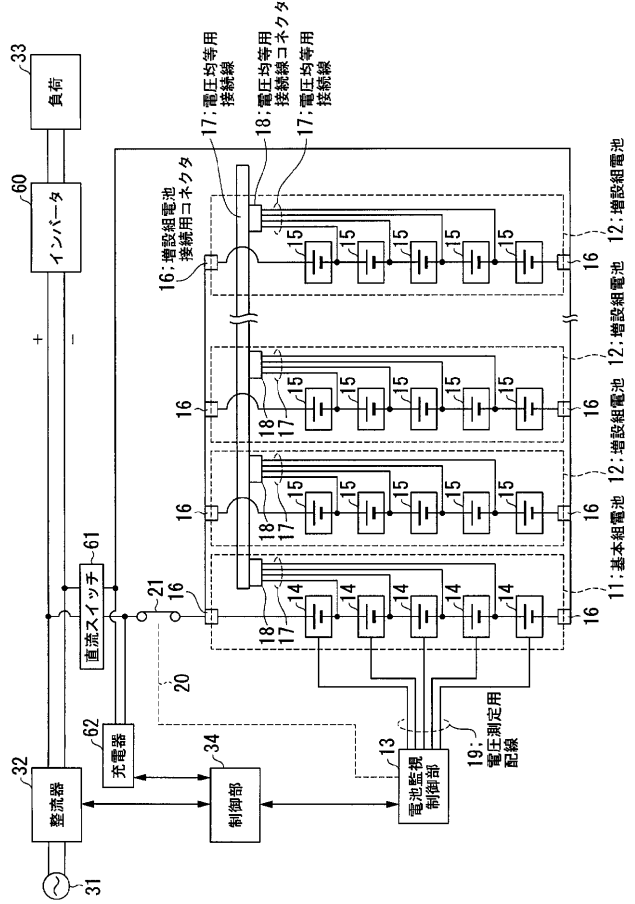 31
32
整流器
62
充電器
34
制御部
61
直流スイッチ
+
−
60
インバータ
33
負荷
21
20
13
電池監視
制御部
19;電圧測定用
配線
16
18
17
14
14
14
14
14
16
11;基本組電池
16
18
17
15
15
15
15
15
16
12;増設組電池
16
18
17
15
15
15
15
15
16
12;増設組電池
16;増設組電池
接続用コネクタ
15
15
15
15
15
16
12;増設組電池
17;電圧均等用
接続線
18;電圧均等用
接続線コネクタ
17;電圧均等用
接続線